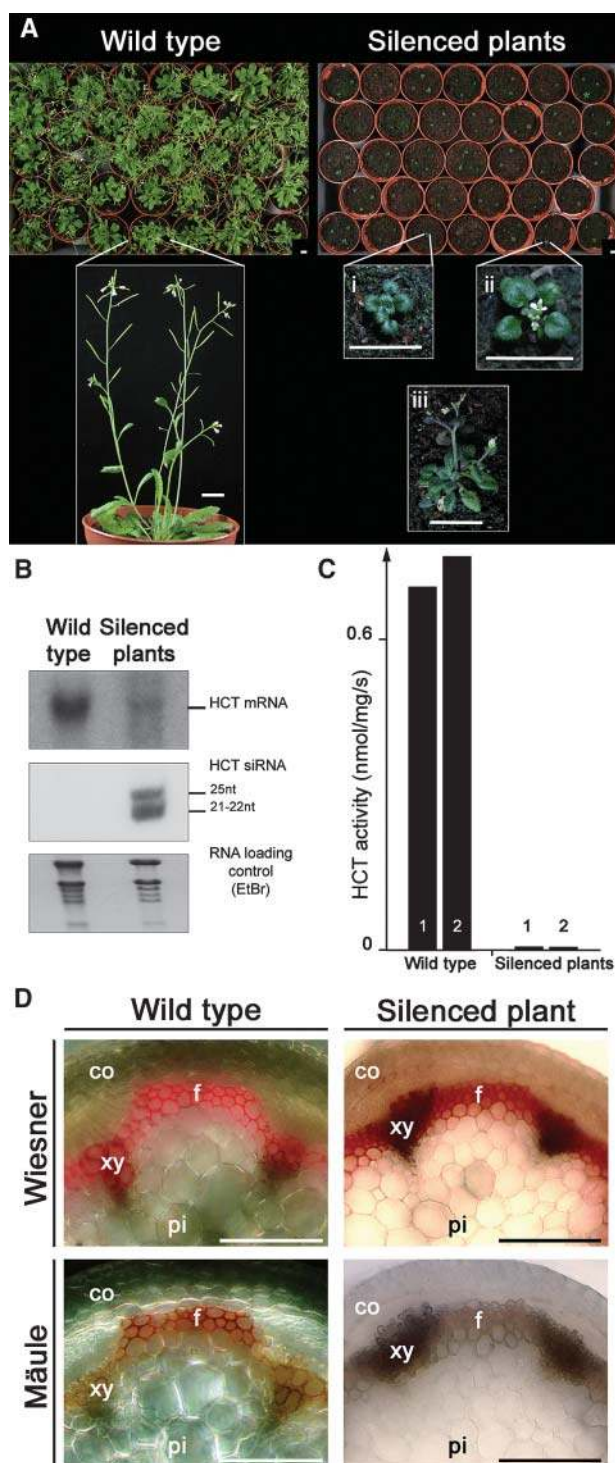 A
Wild type
Silenced plants
i
ii
iii
B
Wild type
Silenced plants
HCT mRNA
HCT siRNA
25nt
21-22nt
RNA loading
control
(EtBr)
C
HCT activity (nmol/mg/s)
0.6
0
1
2
1
2
Wild type
Silenced plants
D
Wild type
Silenced plant
Wiesner
co
f
xy
pi
co
f
xy
pi
Mäule
co
f
xy
pi
co
f
xy
pi